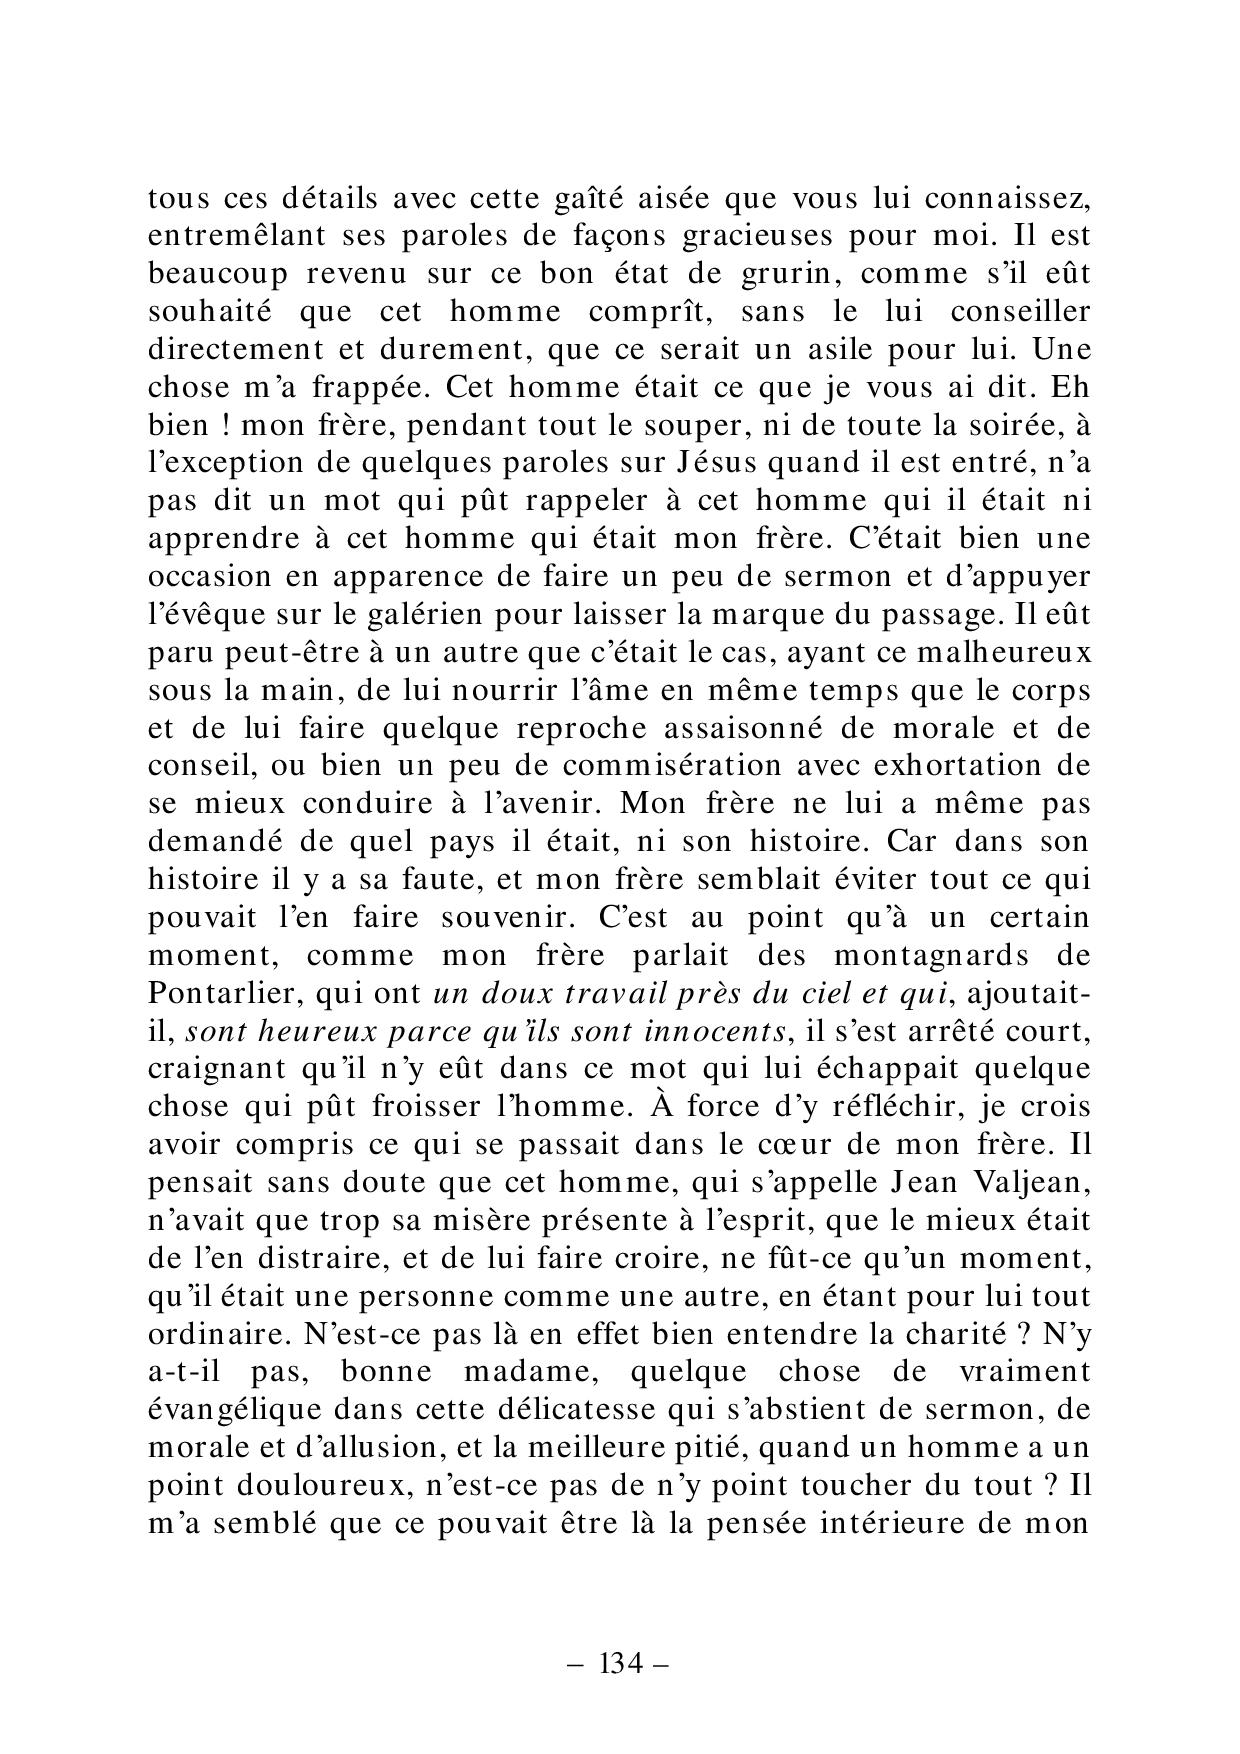 tous ces détails avec cette gaîté aisée que vous lui connaissez,
entremêlant ses paroles de façons gracieuses pour moi. Il est
beaucoup revenu sur ce bon état de grurin, comme s’il eût
souhaité que cet homme comprît, sans le lui conseiller
directement et durement, que ce serait un asile pour lui. Une
chose m’a frappée. Cet homme était ce que je vous ai dit. Eh
bien ! mon frère, pendant tout le souper, ni de toute la soirée, à
l’exception de quelques paroles sur Jésus quand il est entré, n’a
pas dit un mot qui pût rappeler à cet homme qui il était ni
apprendre à cet homme qui était mon frère. C’était bien une
occasion en apparence de faire un peu de sermon et d’appuyer
l’évêque sur le galérien pour laisser la marque du passage. Il eût
paru peut-être à un autre que c’était le cas, ayant ce malheureux
sous la main, de lui nourrir l’âme en même temps que le corps
et de lui faire quelque reproche assaisonné de morale et de
conseil, ou bien un peu de commisération avec exhortation de
se mieux conduire à l’avenir. Mon frère ne lui a même pas
demandé de quel pays il était, ni son histoire. Car dans son
histoire il y a sa faute, et mon frère semblait éviter tout ce qui
pouvait l’en faire souvenir. C’est au point qu’à un certain
moment, comme mon frère parlait des montagnards de
Pontarlier, qui ont un doux travail près du ciel et qui, ajoutait-
il, sont heureux parce qu’ils sont innocents, il s’est arrêté court,
craignant qu’il n’y eût dans ce mot qui lui échappait quelque
chose qui pût froisser l’homme. À force d’y réfléchir, je crois
avoir compris ce qui se passait dans le cœur de mon frère. Il
pensait sans doute que cet homme, qui s’appelle Jean Valjean,
n’avait que trop sa misère présente à l’esprit, que le mieux était
de l’en distraire, et de lui faire croire, ne fût-ce qu’un moment,
qu’il était une personne comme une autre, en étant pour lui tout
ordinaire. N’est-ce pas là en effet bien entendre la charité ? N’y
a-t-il pas, bonne madame, quelque chose de vraiment
évangélique dans cette délicatesse qui s’abstient de sermon, de
morale et d’allusion, et la meilleure pitié, quand un homme a un
point douloureux, n’est-ce pas de n’y point toucher du tout ? Il
m’a semblé que ce pouvait être là la pensée intérieure de mon
– 134 –